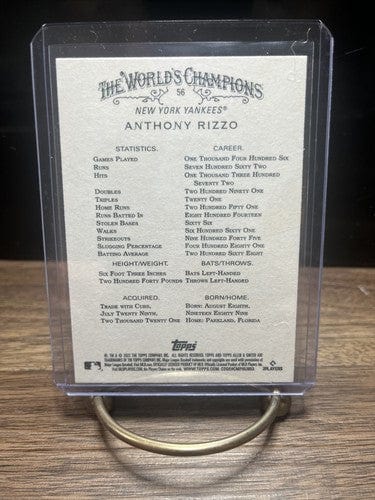 THE WORLD'S CHAMPIONS
56
NEW YORK YANKEES®
ANTHONY RIZZO
STATISTICS. CAREER.
GAMES PLAYED ONE THOUSAND FOUR HUNDRED SIX
RUNS SEVEN HUNDRED SIXTY TWO
HITS ONE THOUSAND THREE HUNDRED
SEVENTY TWO
DOUBLES TWO HUNDRED NINETY ONE
TRIPLES TWENTY ONE
HOME RUNS TWO HUNDRED FIFTY ONE
RUNS BATTED IN EIGHT HUNDRED FOURTEEN
STOLEN BASES SIXTY SIX
WALKS SIX HUNDRED SIXTY ONE
STRIKEOUTS NINE HUNDRED FORTY FIVE
SLUGGING PERCENTAGE FOUR HUNDRED EIGHTY ONE
BATTING AVERAGE TWO HUNDRED SIXTY EIGHT
HEIGHT/WEIGHT. BATS/THROWS.
SIX FOOT THREE INCHES BATS LEFT-HANDED
TWO HUNDRED FORTY POUNDS THROWS LEFT-HANDED
ACQUIRED. BORN/HOME.
TRADE WITH CUBS, BORN: AUGUST EIGHTH,
JULY TWENTY NINTH, NINETEEN EIGHTY NINE
TWO THOUSAND TWENTY ONE HOME: PARKLAND, FLORIDA
Topps